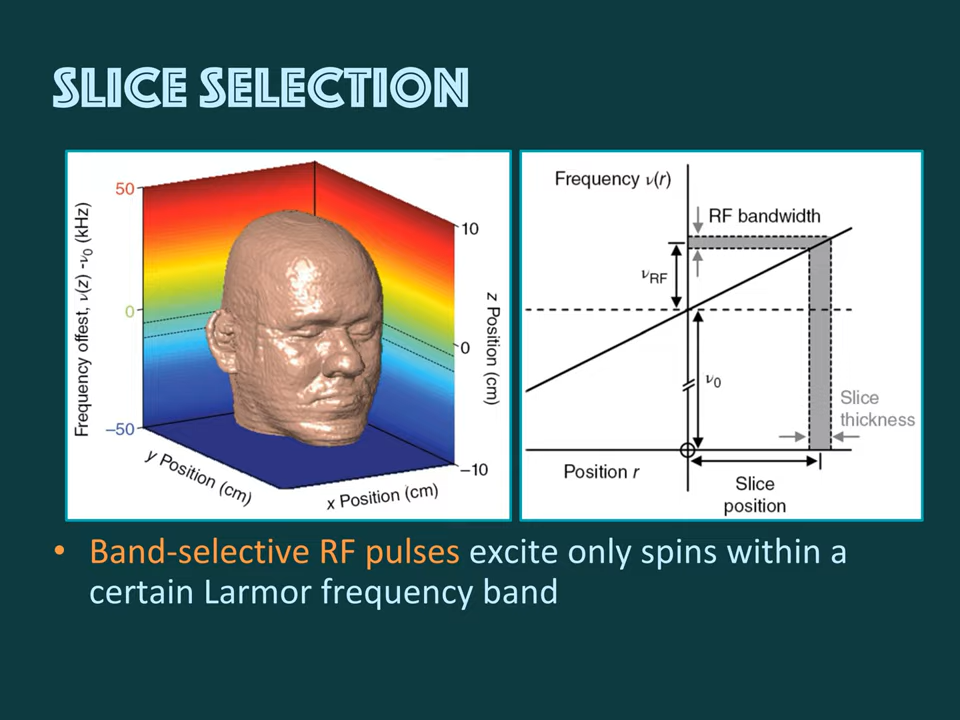 SLICE SELECTION
Frequency offest, ν(z) -ν0 (kHz)
50
0
–50
y Position (cm)
x Position (cm)
10
0
–10
z Position (cm)
Frequency ν(r)
RF bandwidth
νRF
ν0
Slice
thickness
Position r
Slice
position
• Band-selective RF pulses excite only spins within a
certain Larmor frequency band